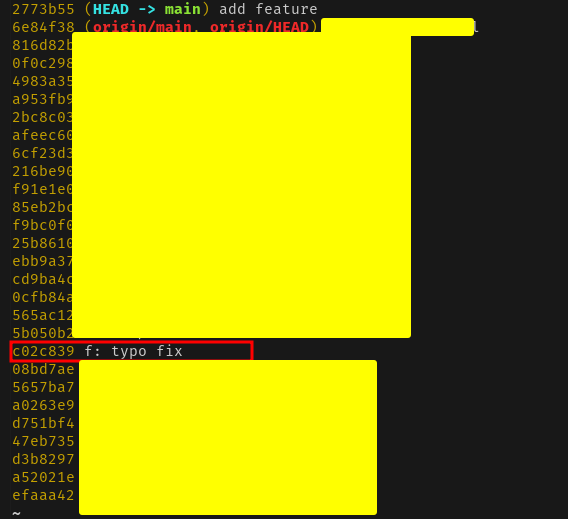 2773b55 (HEAD -> main) add feature
6e84f38 (origin/main, origin/HEAD)
816d82b
0f0c298
4983a35
a953fb9
2bc8c03
afeec60
6cf23d3
216be90
f91e1e0
85eb2bc
f9bc0f0
25b8610
ebb9a37
cd9ba4c
0cfb84a
565ac12
5b050b2
c02c839 f: typo fix
08bd7ae
5657ba7
a0263e9
d751bf4
47eb735
d3b8297
a52021e
efaaa42
~